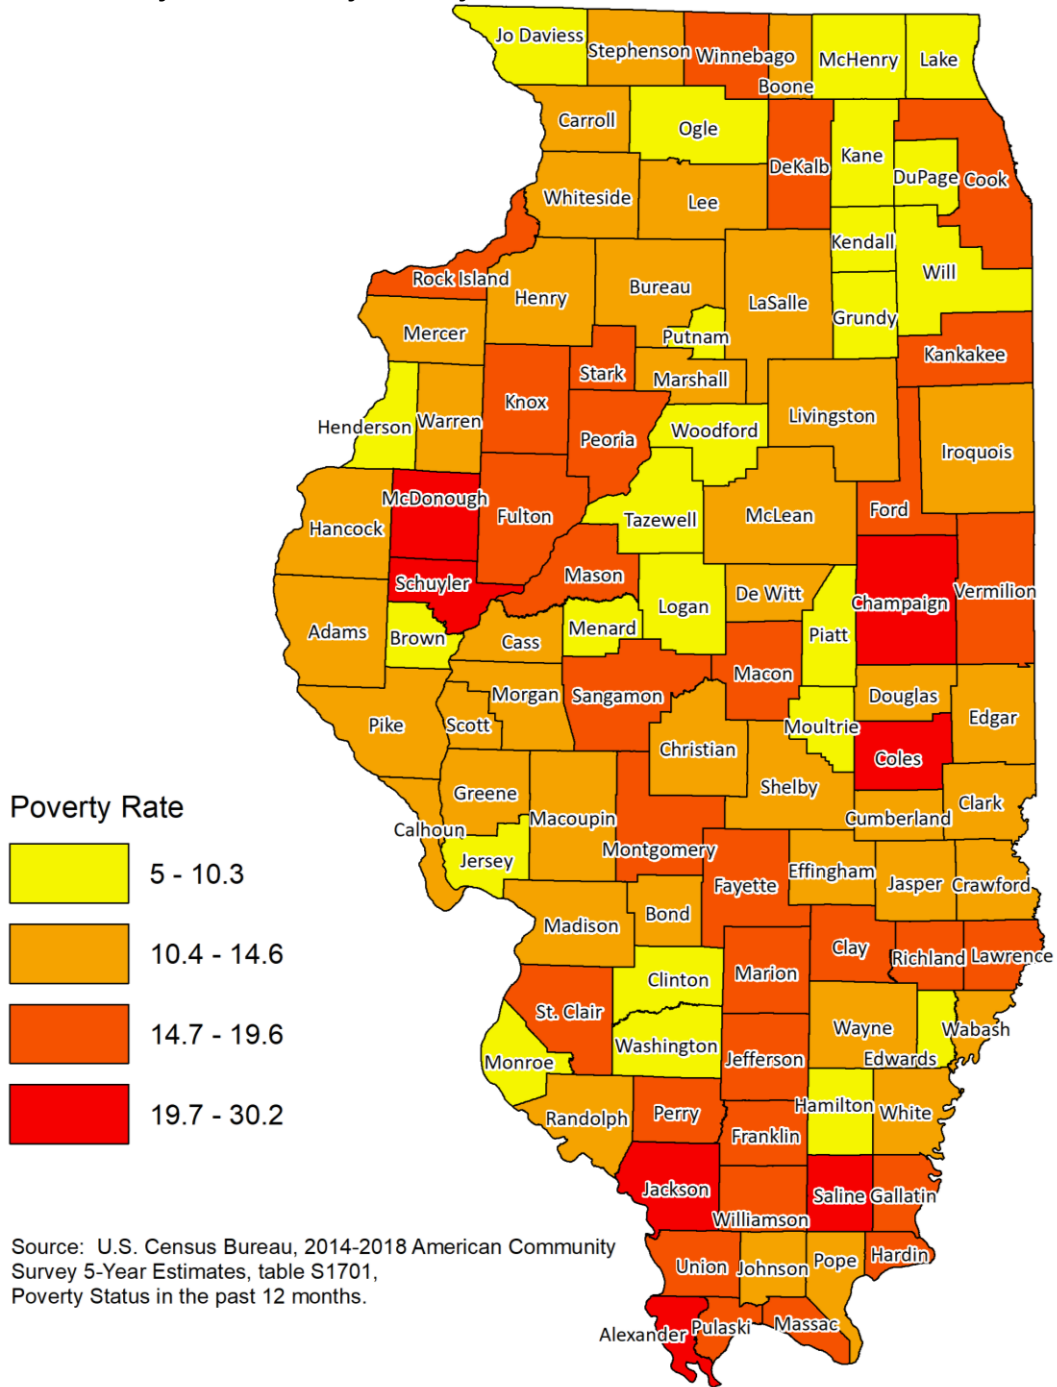 Jo Daviess
Stephenson
Winnebago
Boone
McHenry
Lake
Carroll
Ogle
DeKalb
Kane
DuPage
Cook
Whiteside
Lee
Kendall
Will
Rock Island
Henry
Bureau
LaSalle
Grundy
Mercer
Putnam
Kankakee
Stark
Marshall
Knox
Henderson
Warren
Peoria
Woodford
Livingston
Iroquois
McDonough
Hancock
Fulton
Tazewell
McLean
Ford
Schuyler
Mason
Logan
De Witt
Champaign
Vermilion
Adams
Brown
Cass
Menard
Piatt
Pike
Scott
Morgan
Sangamon
Macon
Douglas
Edgar
Christian
Moultrie
Coles
Shelby
Greene
Macoupin
Cumberland
Clark
Calhoun
Jersey
Montgomery
Fayette
Effingham
Jasper
Crawford
Madison
Bond
Clay
Richland
Lawrence
Clinton
Marion
St. Clair
Washington
Jefferson
Wayne
Edwards
Wabash
Monroe
Randolph
Perry
Franklin
Hamilton
White
Jackson
Williamson
Saline
Gallatin
Union
Johnson
Pope
Hardin
Alexander
Pulaski
Massac
Poverty Rate
5 - 10.3
10.4 - 14.6
14.7 - 19.6
19.7 - 30.2
Source: U.S. Census Bureau, 2014-2018 American Community
Survey 5-Year Estimates, table S1701,
Poverty Status in the past 12 months.